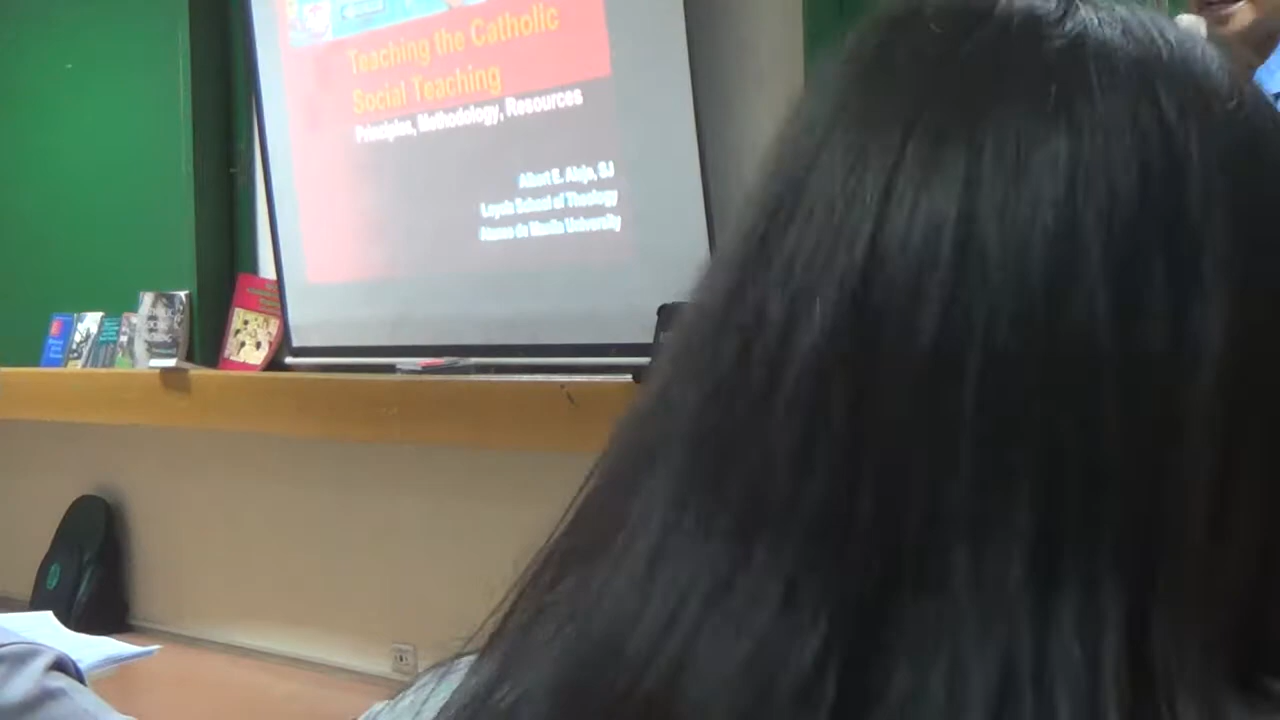 Teaching the Catholic
Social Teaching
Principles, Methodology, Resources
Albert E. Alejo, SJ
Loyola School of Theology
Ateneo de Manila University